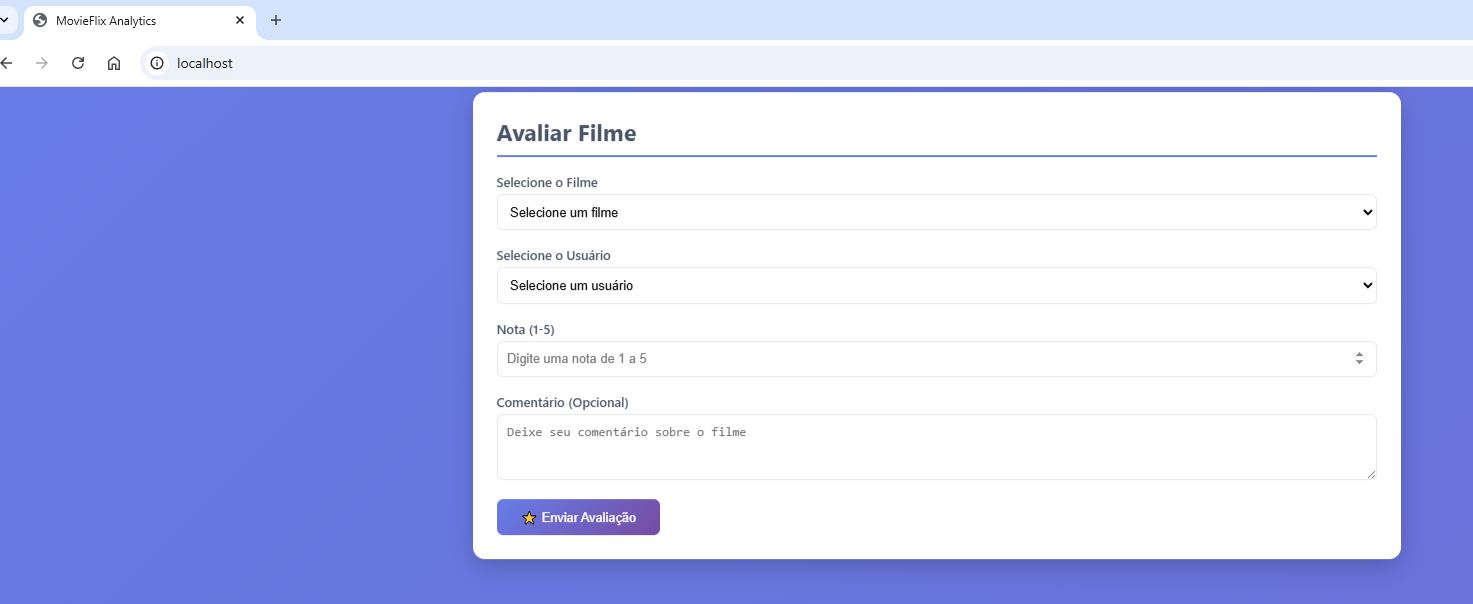 MovieFlix Analytics
localhost
Avaliar Filme
Selecione o Filme
Selecione um filme
Selecione o Usuário
Selecione um usuário
Nota (1-5)
Digite uma nota de 1 a 5
Comentário (Opcional)
Deixe seu comentário sobre o filme
Enviar Avaliação